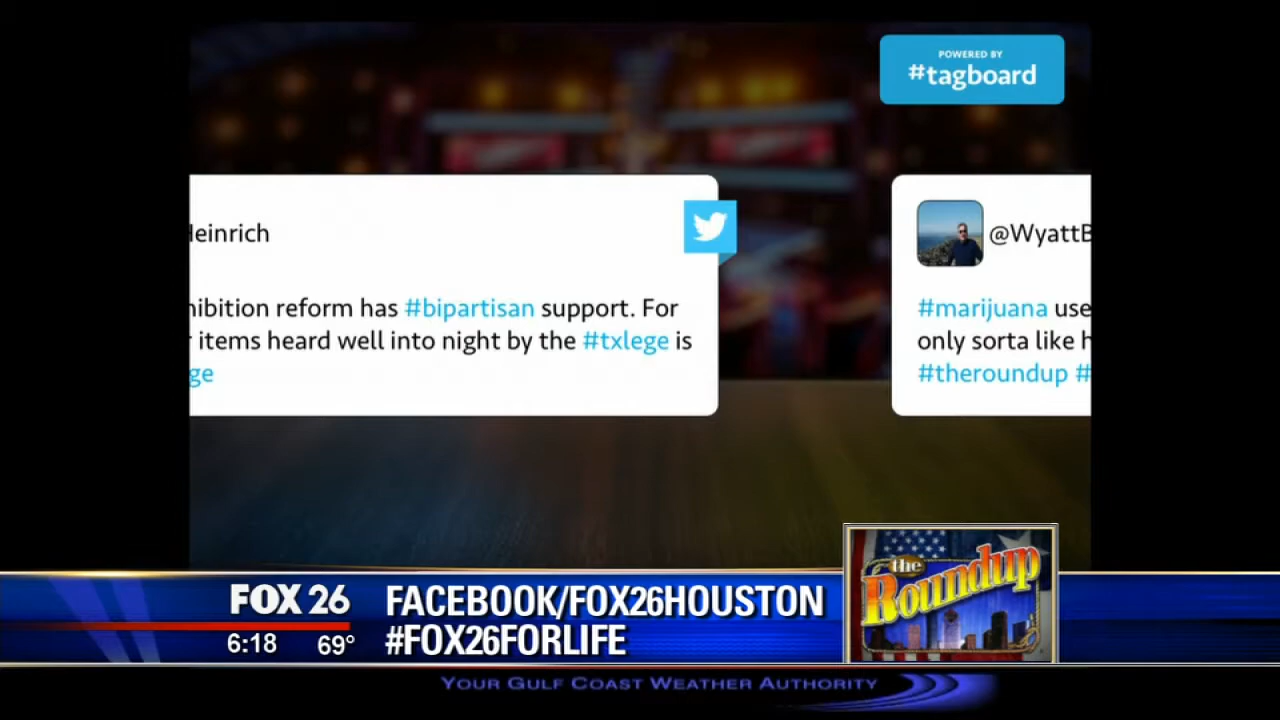 POWERED BY
#tagboard
Heinrich
hibition reform has #bipartisan support. For
items heard well into night by the #txlege is
ge
@WyattB
#marijuana use
only sorta like h
#theroundup #
the
Roundup
FOX 26
FACEBOOK/FOX26HOUSTON
6:18 69°
#FOX26FORLIFE
YOUR GULF COAST WEATHER AUTHORITY